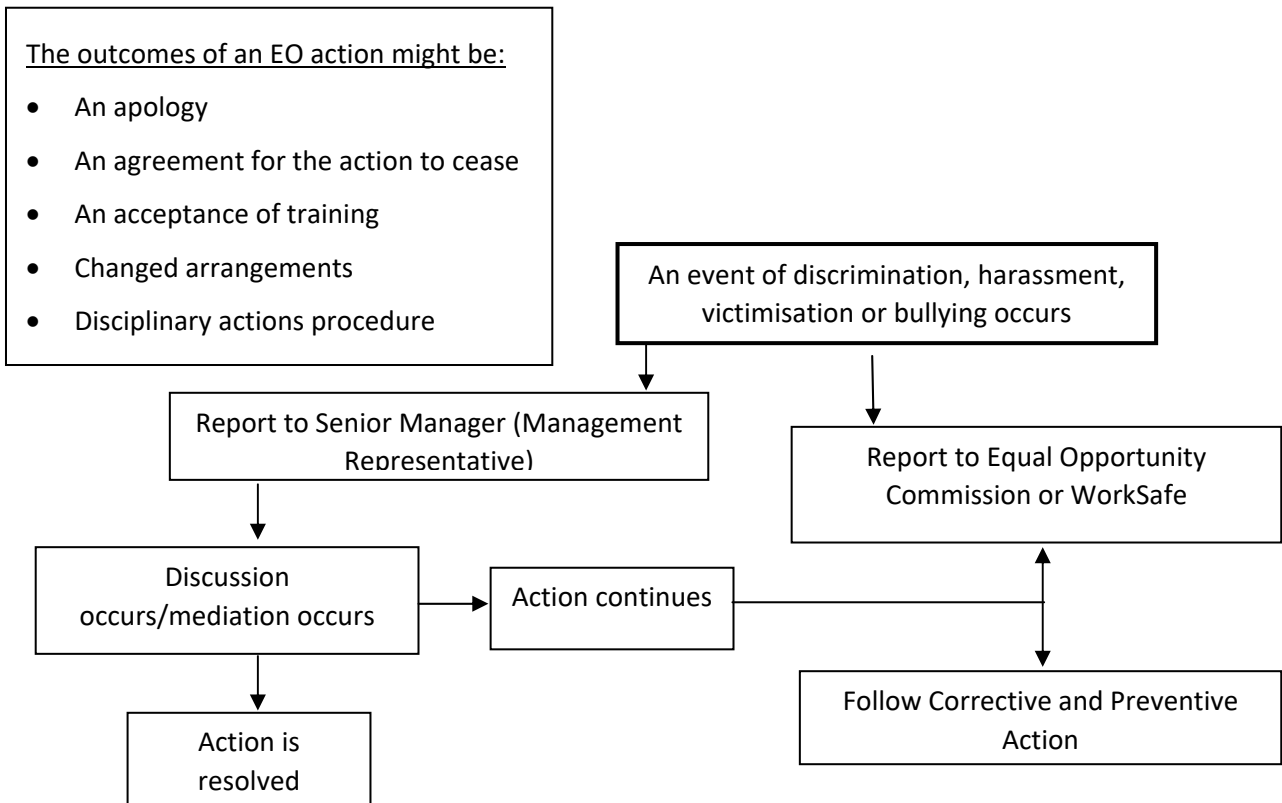 The outcomes of an EO action might be:
• An apology
• An agreement for the action to cease
• An acceptance of training
• Changed arrangements
• Disciplinary actions procedure
An event of discrimination, harassment,
victimisation or bullying occurs
Report to Senior Manager (Management
Representative)
Report to Equal Opportunity
Commission or WorkSafe
Discussion
occurs/mediation occurs
Action continues
Action is
resolved
Follow Corrective and Preventive
Action